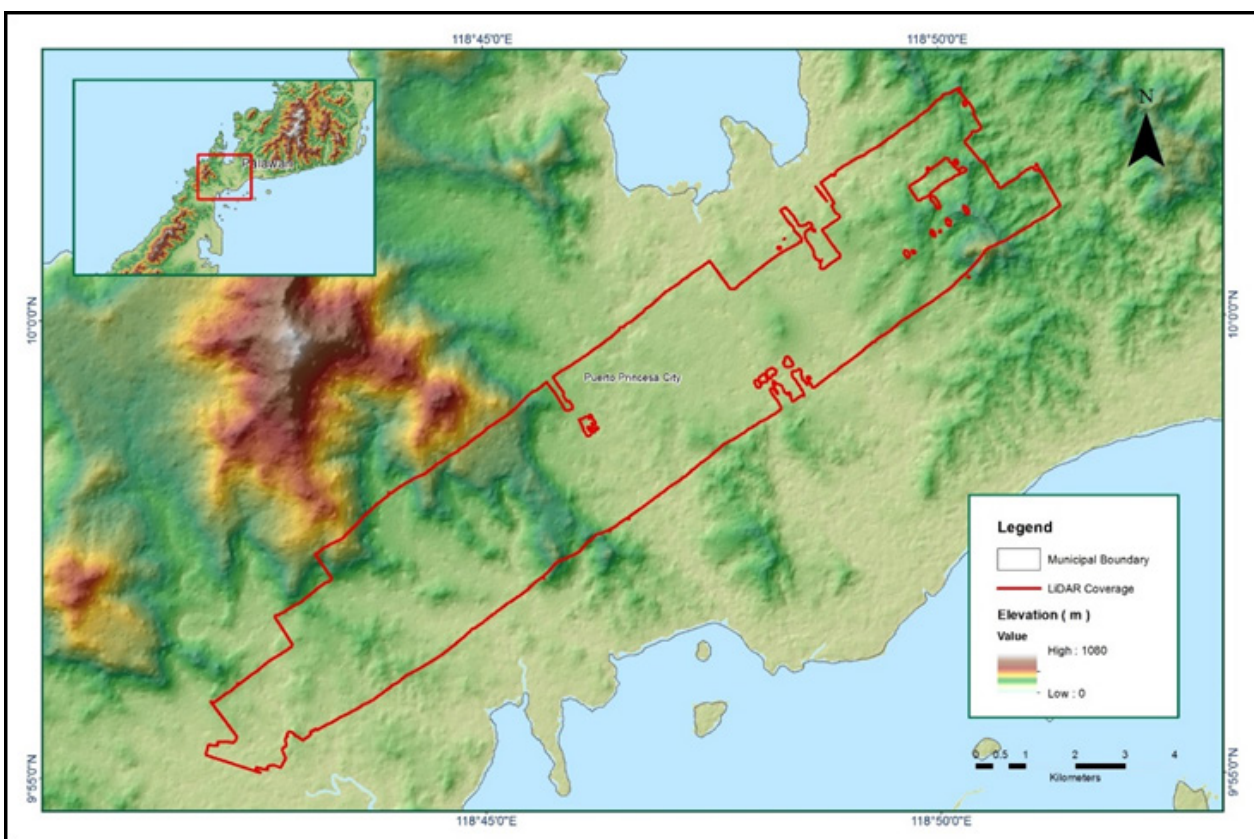 118°45'0"E
118°50'0"E
N
Palawan
10°0'0"N
10°0'0"N
Puerto Princesa City
Legend
Municipal Boundary
LiDAR Coverage
Elevation ( m )
Value
High : 1080
Low : 0
0 0.5 1 2 3 4
Kilometers
9°55'0"N
9°55'0"N
118°45'0"E
118°50'0"E